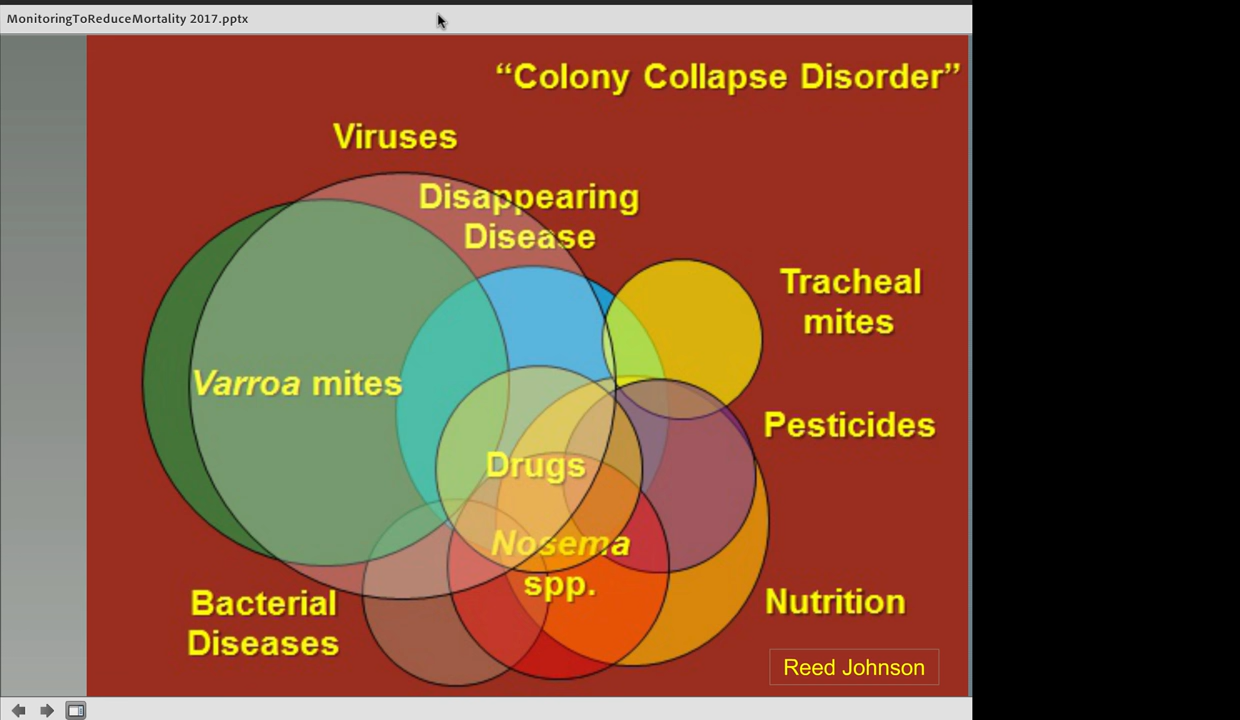 MonitoringToReduceMortality 2017.pptx
“Colony Collapse Disorder”
Viruses
Disappearing
Disease
Tracheal
mites
Varroa mites
Pesticides
Drugs
Nosema
spp.
Bacterial
Diseases
Nutrition
Reed Johnson